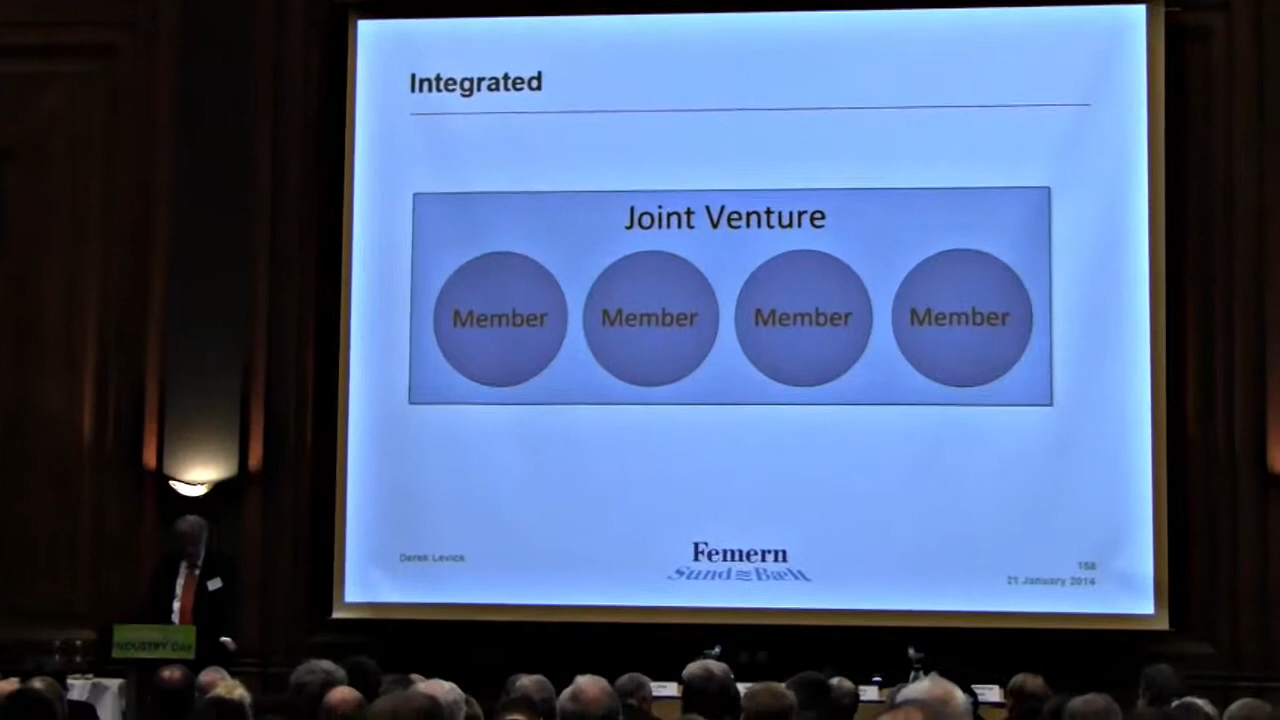 Integrated
Joint Venture
Member Member Member Member
Derek Levick
Femern
Sund Bælt
158
21 January 2014
INDUSTRY DAY